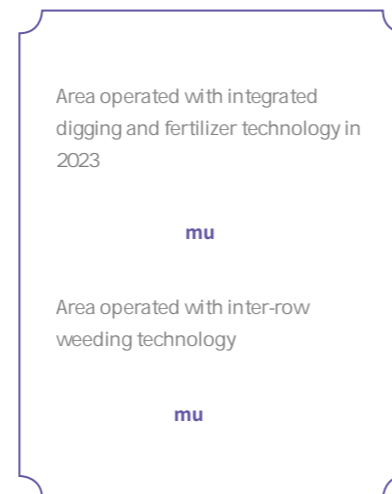 Area operated with integrated
digging and fertilizer technology in
2023
mu
Area operated with inter-row
weeding technology
mu